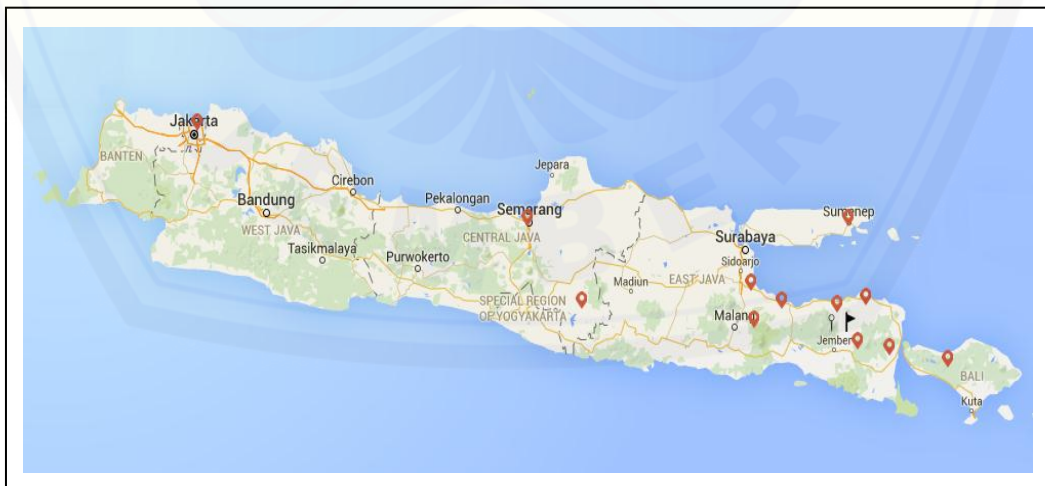 Jakarta
BANTEN
Bandung
WEST JAVA
Tasikmalaya
Cirebon
Pekalongan
Purwokerto
Jepara
Semarang
CENTRAL JAVA
SPECIAL REGION
OF YOGYAKARTA
Madiun
Surabaya
Sidoarjo
EAST JAVA
Malang
Sumenep
Jember
BALI
Kuta